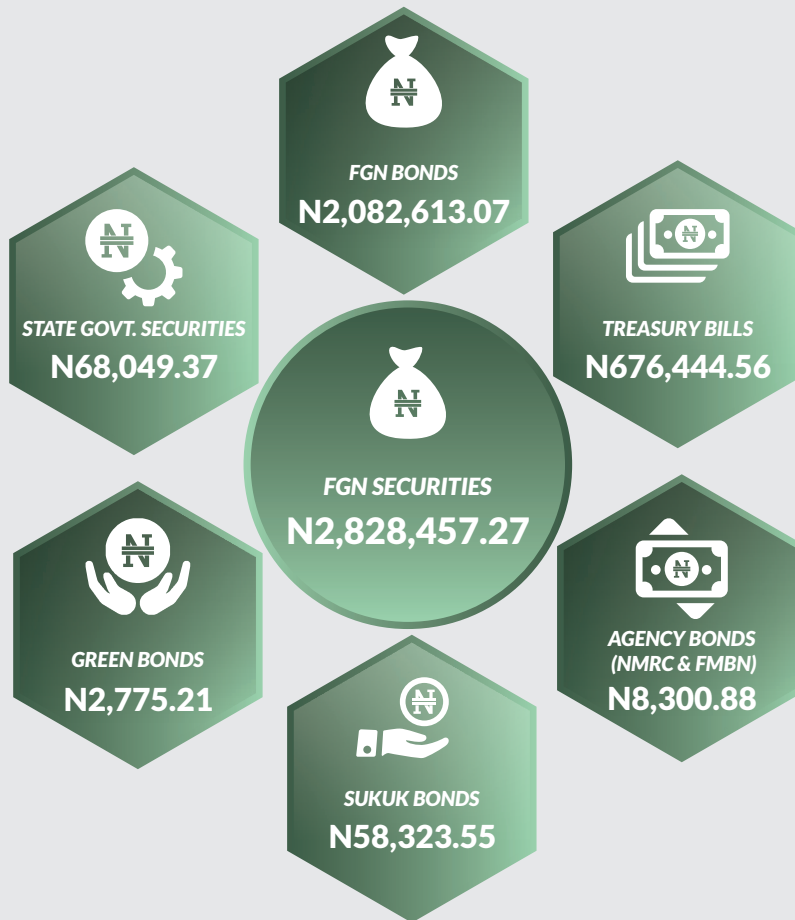 FGN BONDS
N2,082,613.07
STATE GOVT. SECURITIES
N68,049.37
TREASURY BILLS
N676,444.56
FGN SECURITIES
N2,828,457.27
GREEN BONDS
N2,775.21
AGENCY BONDS
(NMRC & FMBN)
N8,300.88
SUKUK BONDS
N58,323.55